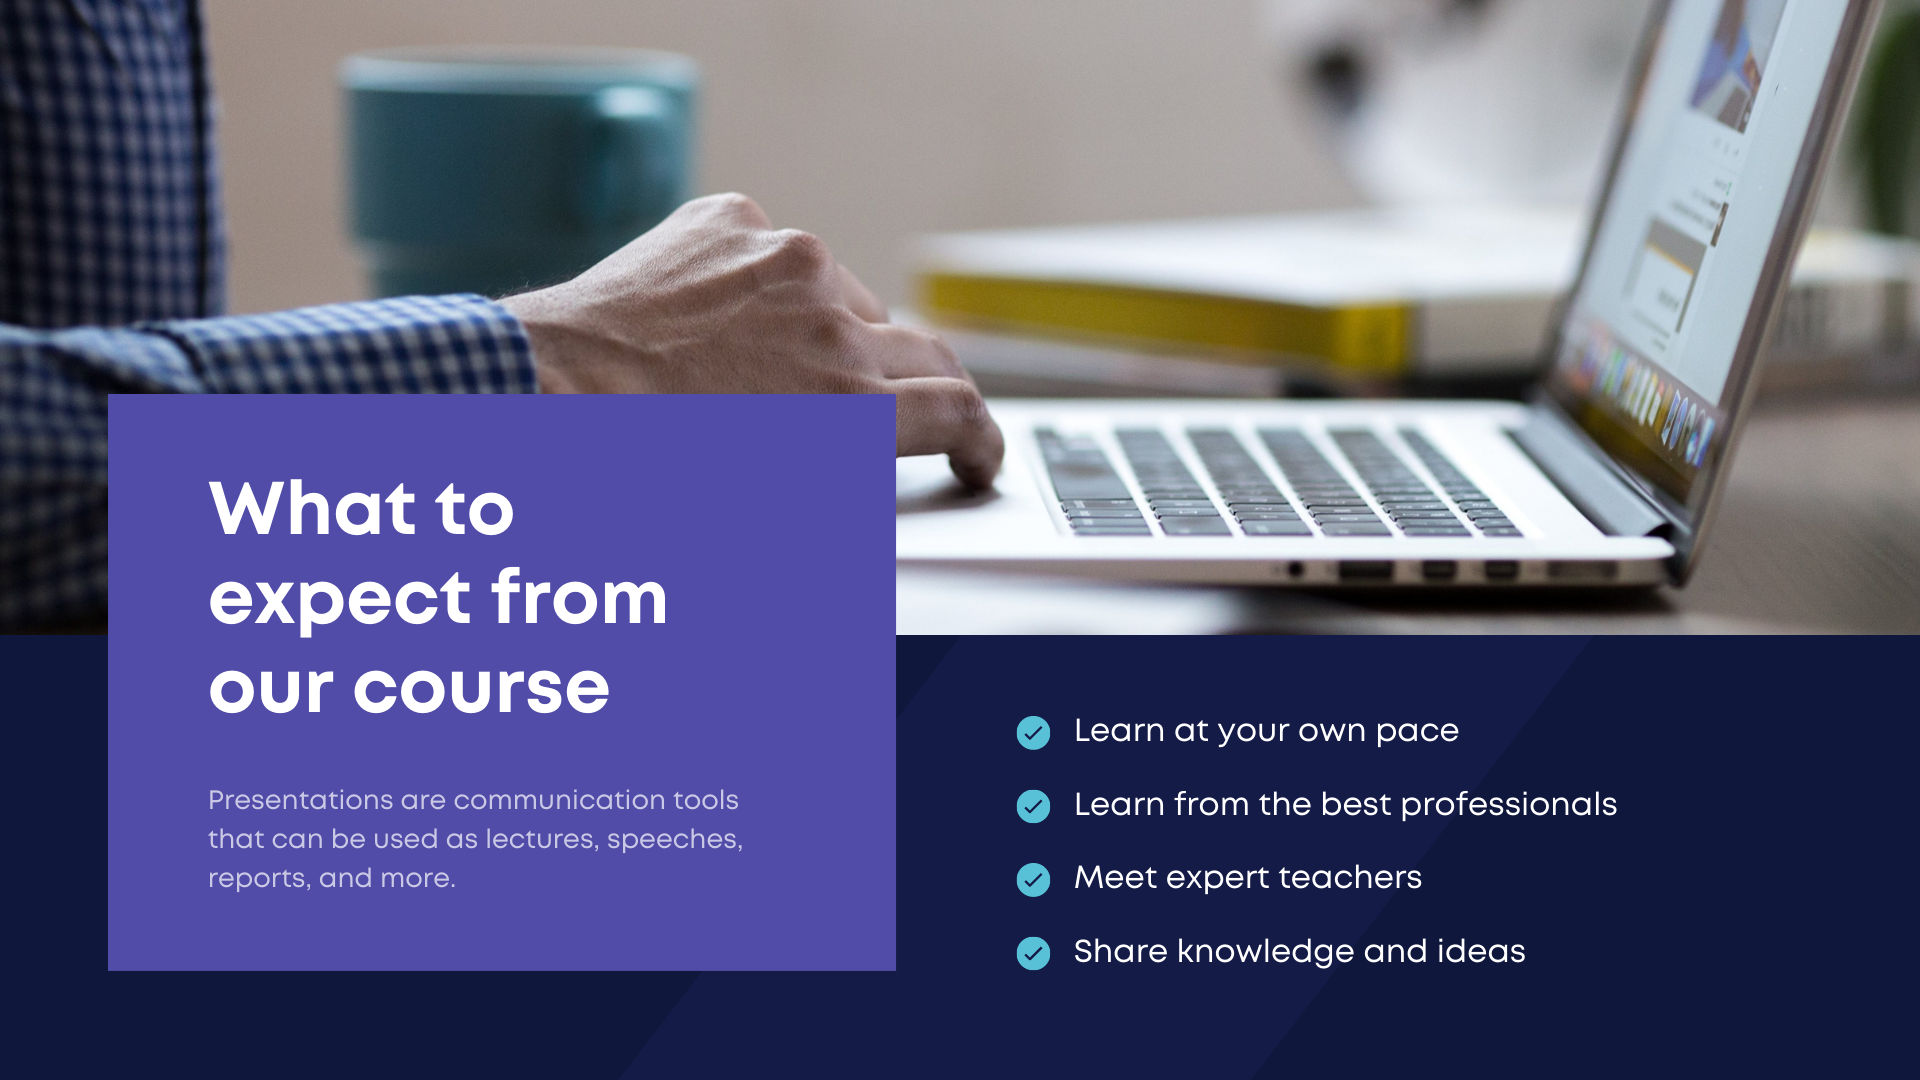 What to
expect from
our course
Presentations are communication tools
that can be used as lectures, speeches,
reports, and more.
Learn at your own pace
Learn from the best professionals
Meet expert teachers
Share knowledge and ideas